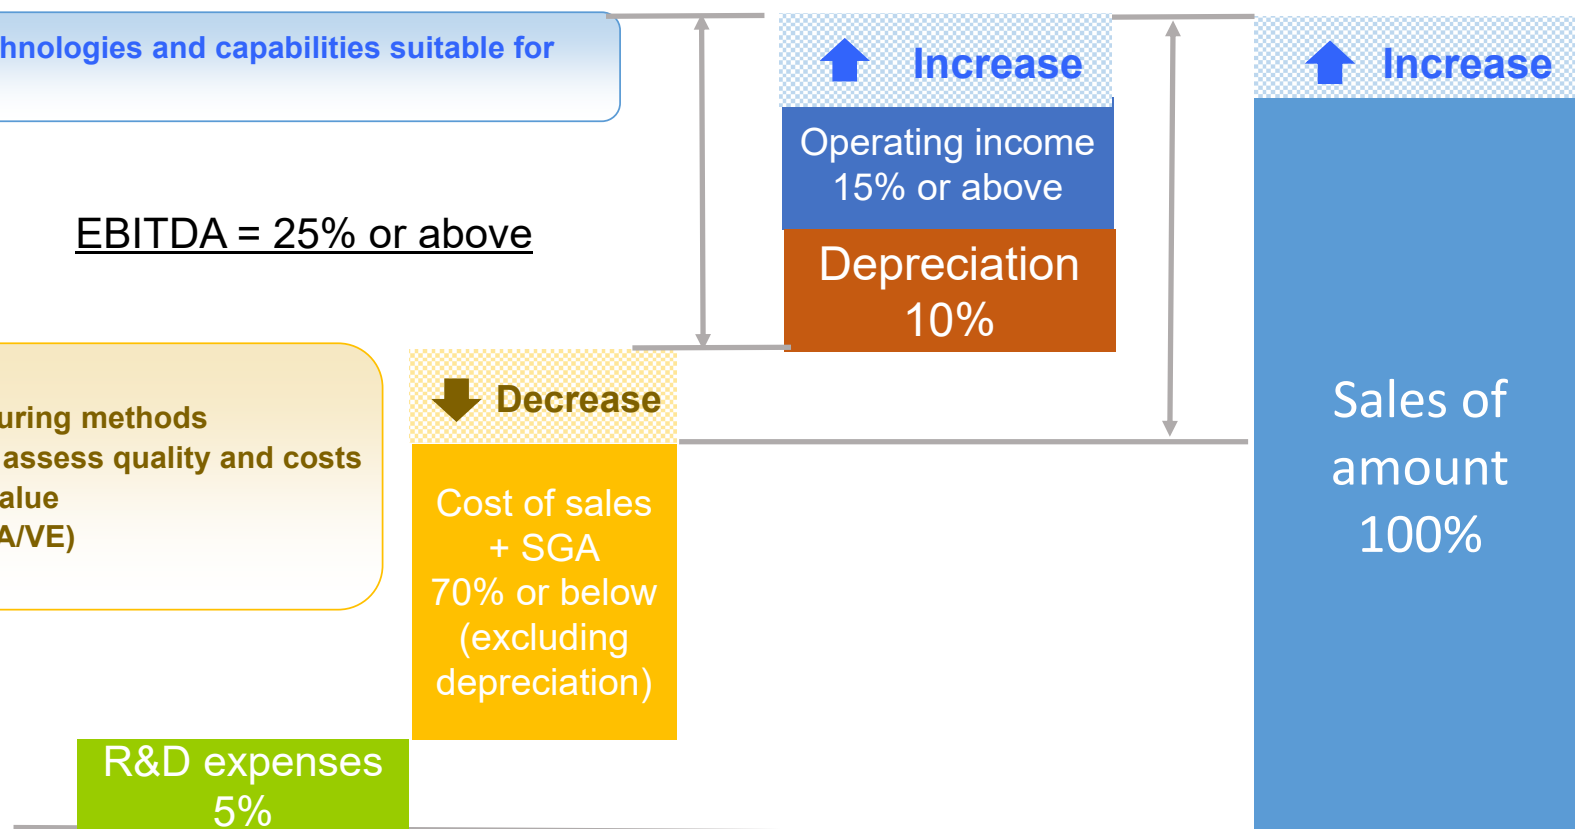 hnologies and capabilities suitable for
EBITDA = 25% or above
uring methods
assess quality and costs
alue
A/VE)
Decrease
Cost of sales
+ SGA
70% or below
(excluding
depreciation)
R&D expenses
5%
Increase
Operating income
15% or above
Depreciation
10%
Increase
Sales of
amount
100%